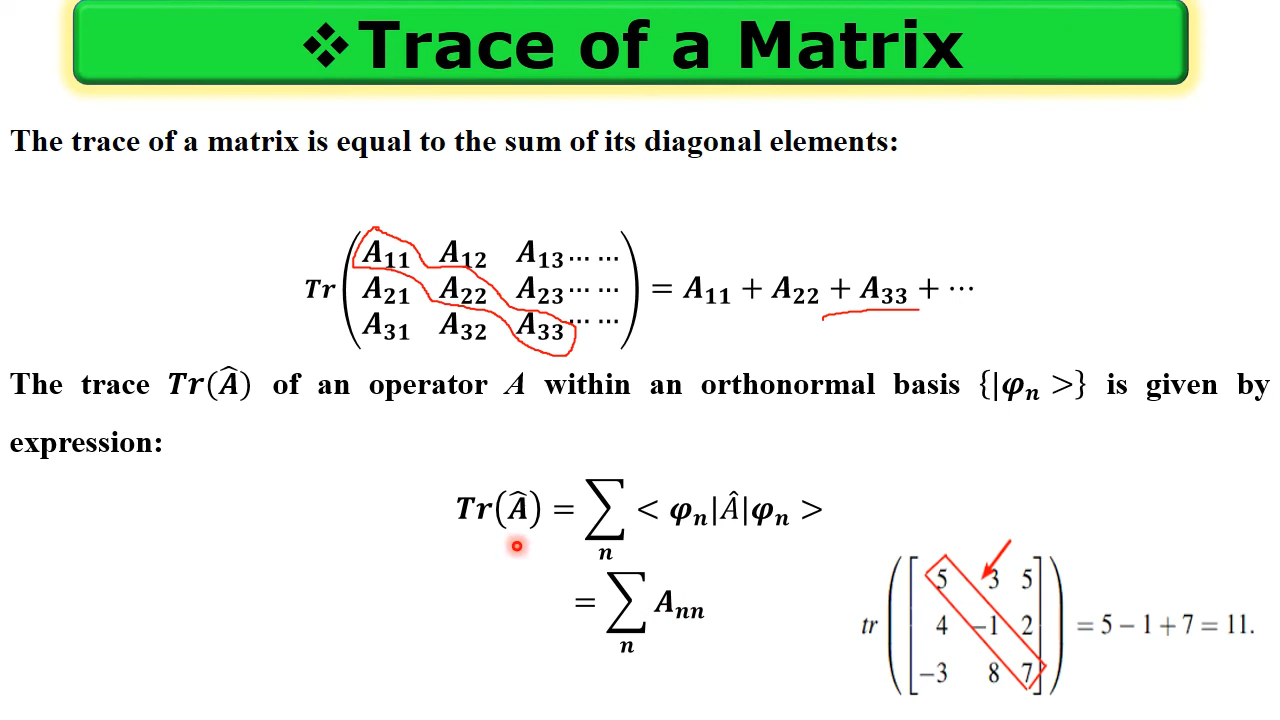 ❖Trace of a Matrix
The trace of a matrix is equal to the sum of its diagonal elements:
A₁₁ A₁₂ A₁₃ ... ...
Tr( A₂₁ A₂₂ A₂₃ ... ... ) = A₁₁ + A₂₂ + A₃₃ + ⋯
A₃₁ A₃₂ A₃₃ ... ...
The trace Tr(Â) of an operator A within an orthonormal basis {|φₙ >} is given by
expression:
Tr(Â) = ∑ₙ < φₙ|Â|φₙ >
= ∑ₙ Aₙₙ
5 3 5
tr ([ 4 −1 2 ]) = 5 − 1 + 7 = 11.
−3 8 7